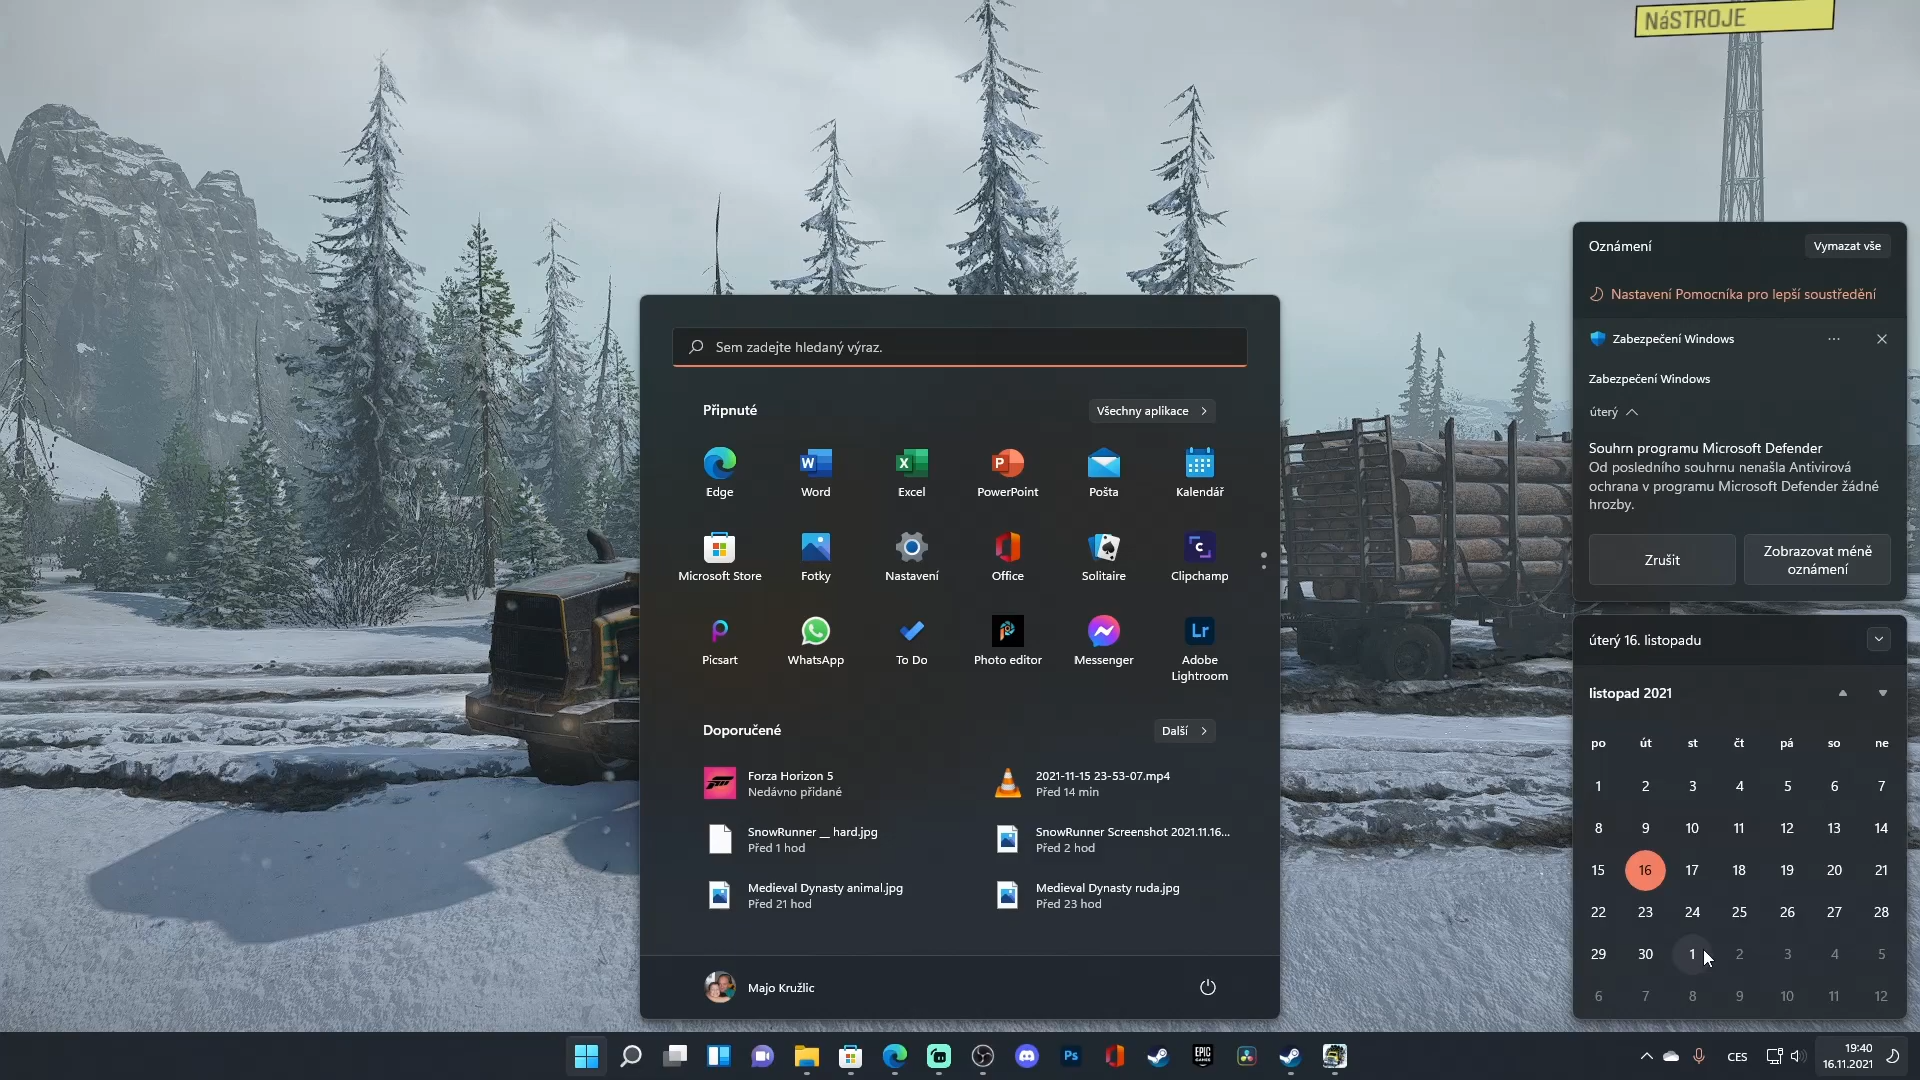 NáSTROJE
Sem zadejte hledaný výraz.
Připnuté
Všechny aplikace
Edge
Word
Excel
PowerPoint
Pošta
Kalendář
Microsoft Store
Fotky
Nastavení
Office
Solitaire
Clipchamp
Picsart
WhatsApp
To Do
Photo editor
Messenger
Adobe
Lightroom
Doporučené
Další
Forza Horizon 5
Nedávno přidané
2021-11-15 23-53-07.mp4
Před 14 min
SnowRunner __ hard.jpg
Před 1 hod
SnowRunner Screenshot 2021.11.16...
Před 2 hod
Medieval Dynasty animal.jpg
Před 21 hod
Medieval Dynasty ruda.jpg
Před 23 hod
Majo Kružlic
Oznámení
Vymazat vše
Nastavení Pomocníka pro lepší soustředění
Zabezpečení Windows
Zabezpečení Windows
úterý
Souhrn programu Microsoft Defender
Od posledního souhrnu nenašla Antivirová
ochrana v programu Microsoft Defender žádné
hrozby.
Zrušit
Zobrazovat méně
oznámení
úterý 16. listopadu
listopad 2021
po út st čt pá so ne
1 2 3 4 5 6 7
8 9 10 11 12 13 14
15 16 17 18 19 20 21
22 23 24 25 26 27 28
29 30 1 2 3 4 5
6 7 8 9 10 11 12
Ps
EPIC
GAMES
CES
19:40
16.11.2021